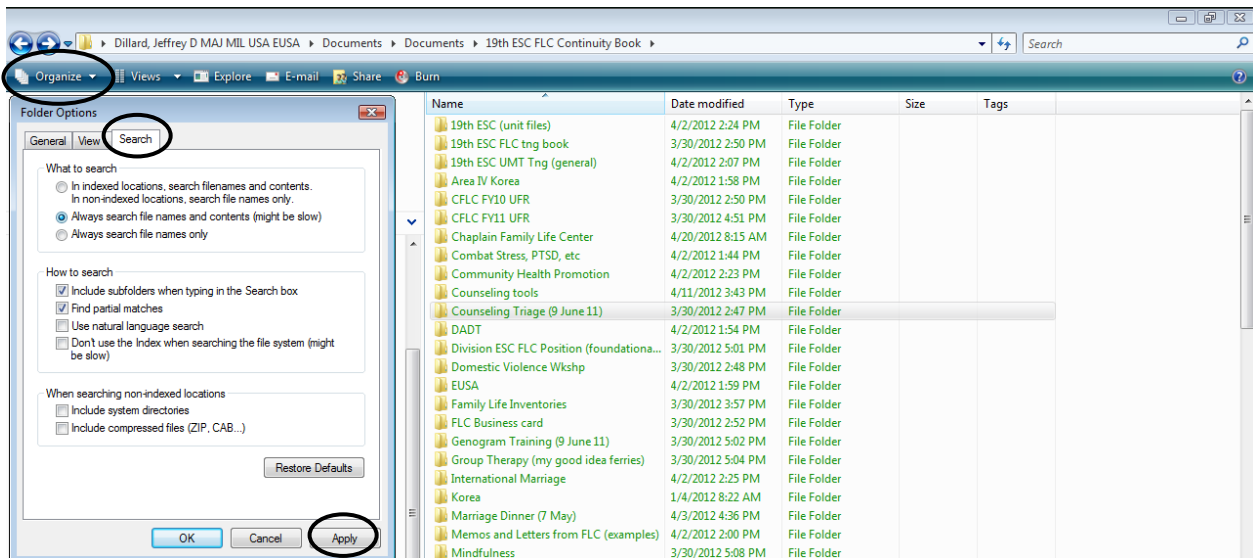 Dillard, Jeffrey D MAJ MIL USA EUSA ▸ Documents ▸ Documents ▸ 19th ESC FLC Continuity Book ▸
Search
Organize Views Explore E-mail Share Burn
Folder Options
General View Search
What to search
In indexed locations, search filenames and contents.
In non-indexed locations, search file names only.
Always search file names and contents (might be slow)
Always search file names only
How to search
Include subfolders when typing in the Search box
Find partial matches
Use natural language search
Don't use the Index when searching the file system (might
be slow)
When searching non-indexed locations
Include system directories
Include compressed files (ZIP, CAB...)
Restore Defaults
OK Cancel Apply
Name Date modified Type Size Tags
19th ESC (unit files) 4/2/2012 2:24 PM File Folder
19th ESC FLC tng book 3/30/2012 2:50 PM File Folder
19th ESC UMT Tng (general) 4/2/2012 2:07 PM File Folder
Area IV Korea 4/2/2012 1:58 PM File Folder
CFLC FY10 UFR 3/30/2012 2:50 PM File Folder
CFLC FY11 UFR 3/30/2012 4:51 PM File Folder
Chaplain Family Life Center 4/20/2012 8:15 AM File Folder
Combat Stress, PTSD, etc 4/2/2012 1:44 PM File Folder
Community Health Promotion 4/2/2012 2:23 PM File Folder
Counseling tools 4/11/2012 3:43 PM File Folder
Counseling Triage (9 June 11) 3/30/2012 2:47 PM File Folder
DADT 4/2/2012 1:54 PM File Folder
Division ESC FLC Position (foundationa... 3/30/2012 5:01 PM File Folder
Domestic Violence Wkshp 3/30/2012 2:48 PM File Folder
EUSA 4/2/2012 1:59 PM File Folder
Family Life Inventories 3/30/2012 3:57 PM File Folder
FLC Business card 3/30/2012 2:52 PM File Folder
Genogram Training (9 June 11) 3/30/2012 5:02 PM File Folder
Group Therapy (my good idea ferries) 3/30/2012 5:04 PM File Folder
International Marriage 4/2/2012 2:25 PM File Folder
Korea 1/4/2012 8:22 AM File Folder
Marriage Dinner (7 May) 4/3/2012 4:36 PM File Folder
Memos and Letters from FLC (examples) 4/2/2012 2:00 PM File Folder
Mindfulness 3/30/2012 5:08 PM File Folder